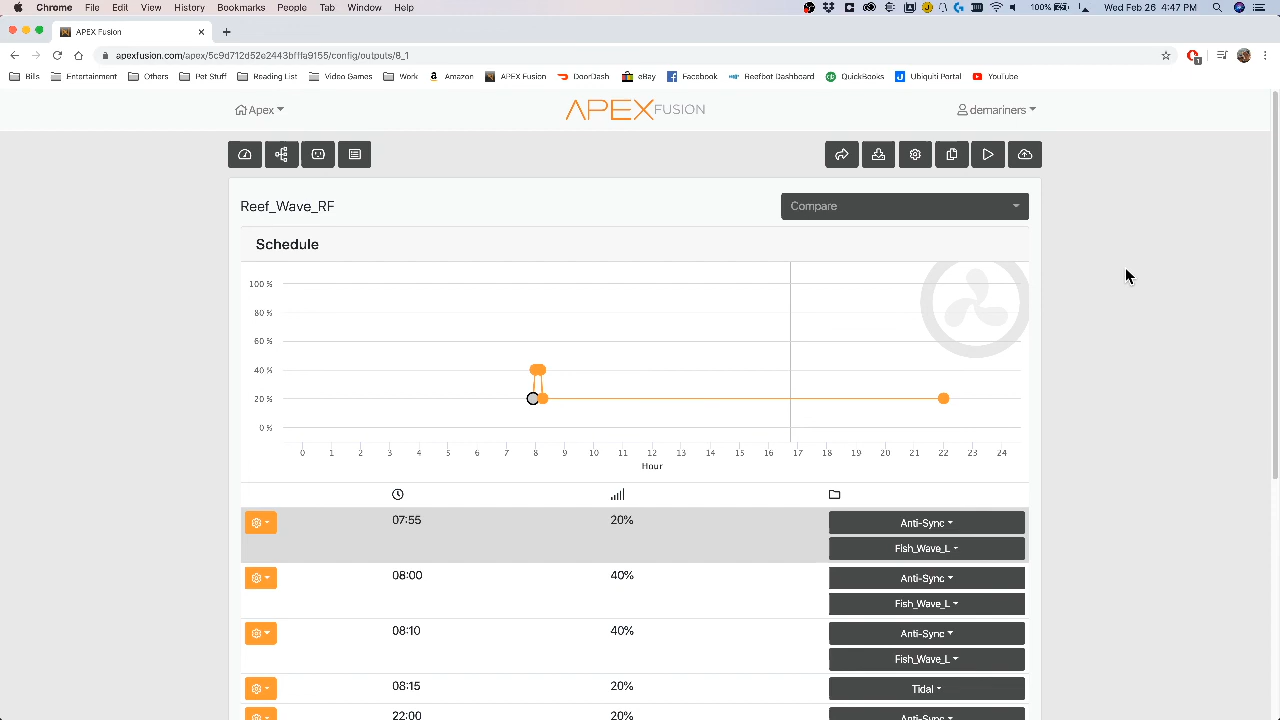 Chrome File Edit View History Bookmarks People Tab Window Help 100% Wed Feb 26 4:47 PM
APEX Fusion
apexfusion.com/apex/5c9d712d52e2443bf1fa9155/config/outputs/8_1
Bills Entertainment Others Pet Stuff Reading List Video Games Work Amazon APEX Fusion DoorDash eBay Facebook Reefbot Dashboard QuickBooks Ubiquiti Portal YouTube
Apex APEX FUSION demariners
Reef_Wave_RF Compare
Schedule
100 %
80 %
60 %
40 %
20 %
0 %
0 1 2 3 4 5 6 7 8 9 10 11 12 13 14 15 16 17 18 19 20 21 22 23 24
Hour
07:55 20% Anti-Sync
Fish_Wave_L
08:00 40% Anti-Sync
Fish_Wave_L
08:10 40% Anti-Sync
Fish_Wave_L
08:15 20% Tidal
22:00 20% Anti-Sync